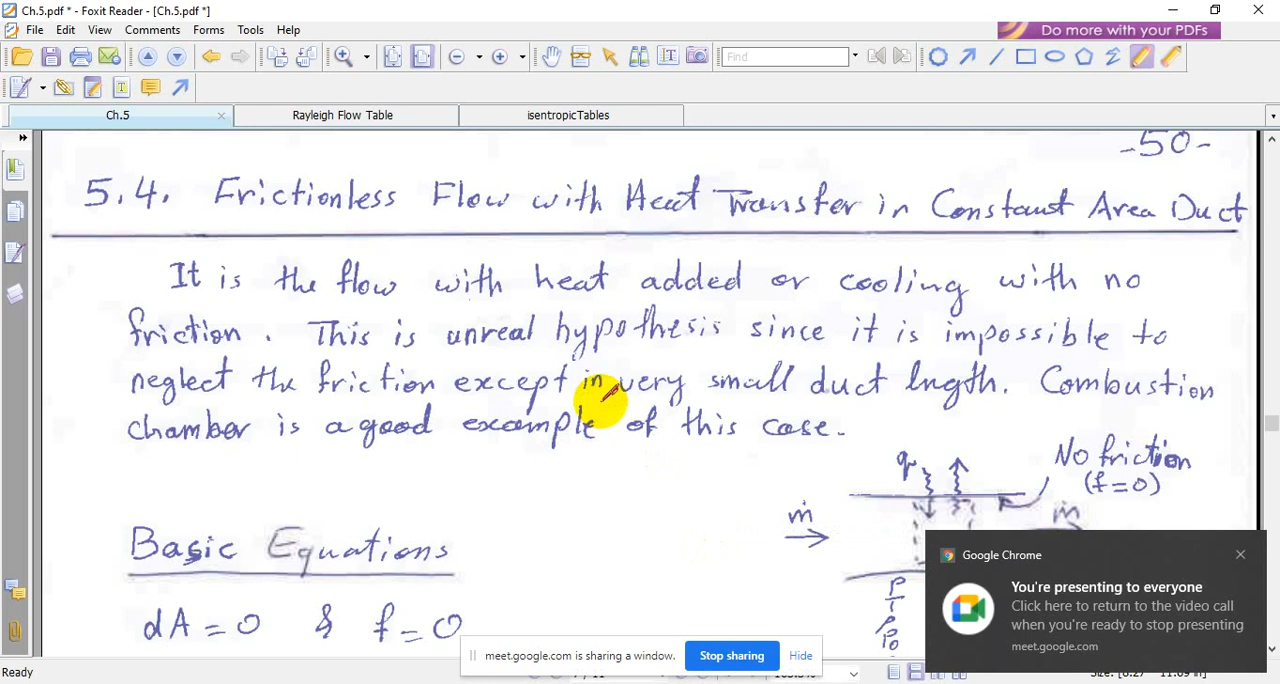 Ch.5.pdf * - Foxit Reader - [Ch.5.pdf *]
File Edit View Comments Forms Tools Help
Do more with your PDFs
Find
Ch.5
Rayleigh Flow Table
isentropicTables
-50-
5.4. Frictionless Flow with Heat Transfer in Constant Area Duct
It is the flow with heat added or cooling with no
friction. This is unreal hypothesis since it is impossible to
neglect the friction except in very small duct lngth. Combustion
chamber is a good example of this case.
q
No friction
(f=0)
ṁ
ṁ
Basic Equations
dA = 0 & f = 0
P
T
ρ
P₀
Google Chrome
You're presenting to everyone
Click here to return to the video call
when you're ready to stop presenting
meet.google.com
meet.google.com is sharing a window.
Stop sharing
Hide
Ready